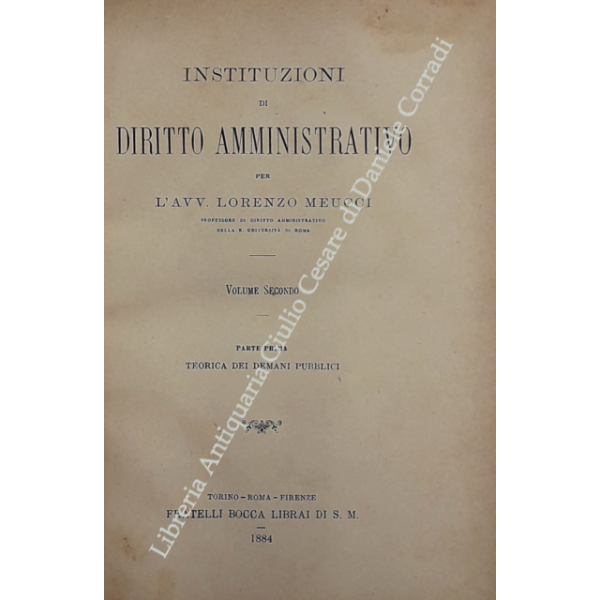 INSTITUZIONI
DI
DIRITTO AMMINISTRATIVO
PER
L'AVV. LORENZO MEUCCI
PROFESSORE DI DIRITTO AMMINISTRATIVO
NELLA R. UNIVERSITÀ DI ROMA
VOLUME SECONDO
PARTE PRIMA
TEORICA DEI DEMANI PUBBLICI
TORINO-ROMA-FIRENZE
FRATELLI BOCCA LIBRAI DI S. M.
1884
Libreria Antiquaria Giulio Cesare di Daniele Corradi